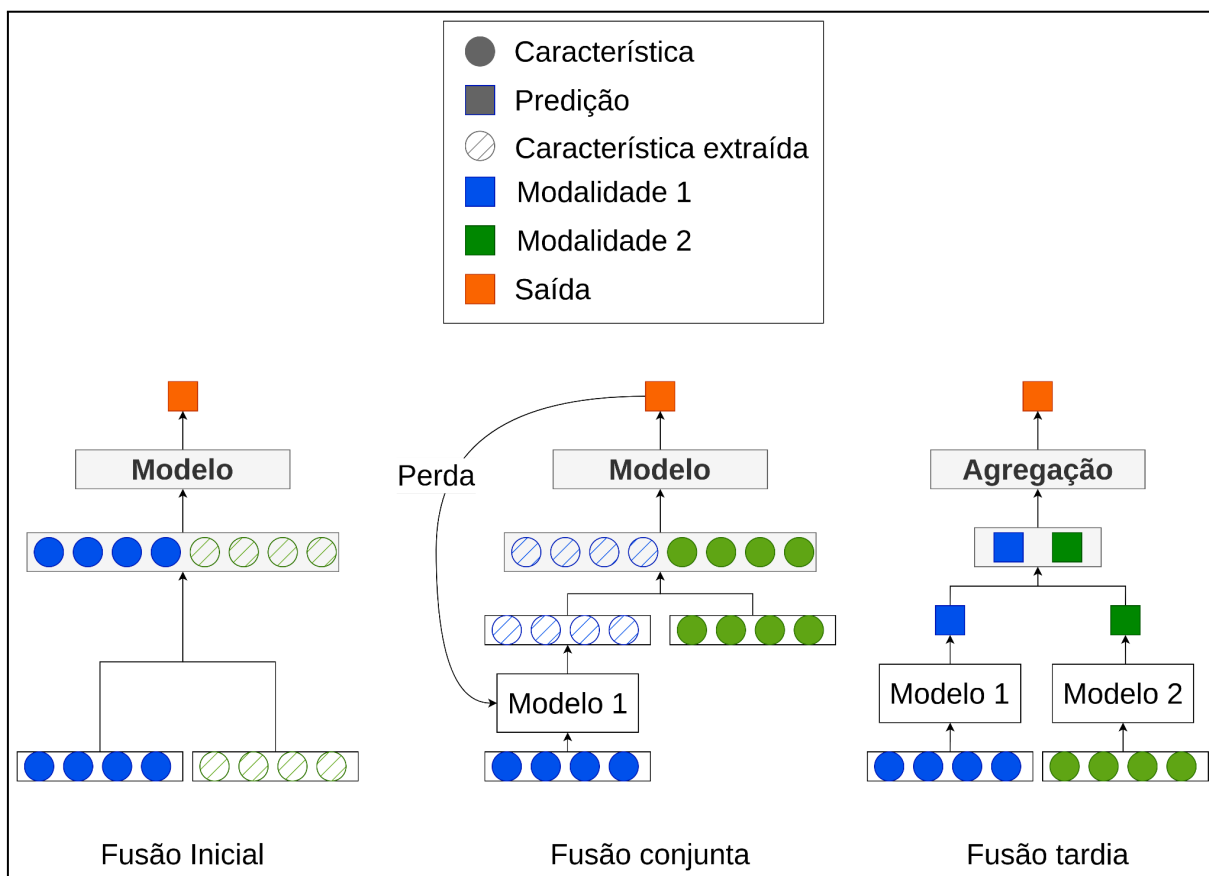 Característica
Predição
Característica extraída
Modalidade 1
Modalidade 2
Saída
Modelo
Perda
Modelo
Agregação
Modelo 1
Modelo 1
Modelo 2
Fusão Inicial
Fusão conjunta
Fusão tardia